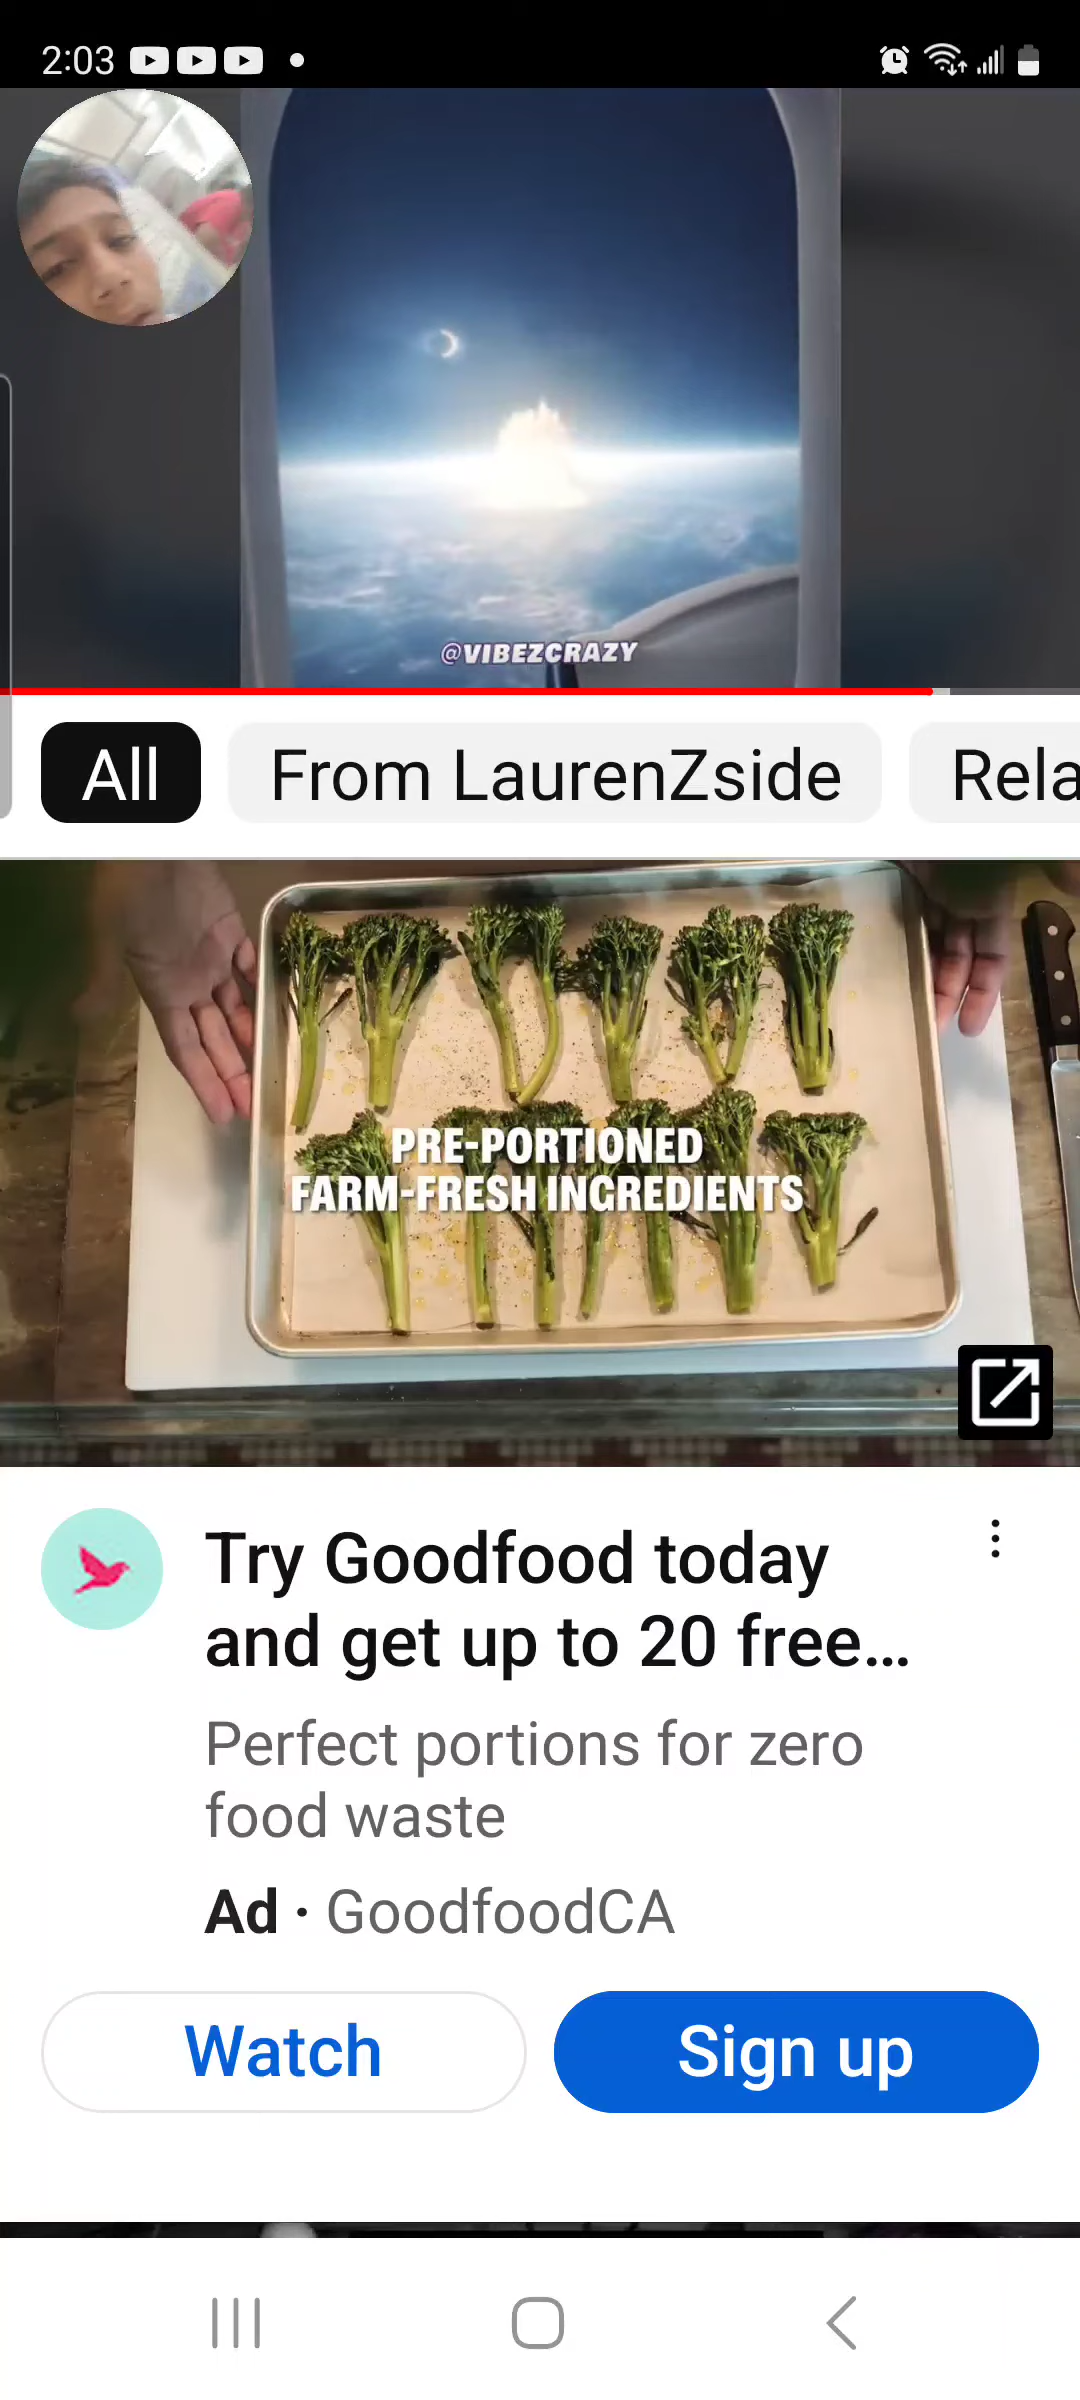 2:03
@VIBEZCRAZY
All
From LaurenZside
Rela
PRE-PORTIONED
FARM-FRESH INGREDIENTS
Try Goodfood today
and get up to 20 free...
Perfect portions for zero
food waste
Ad · GoodfoodCA
Watch
Sign up